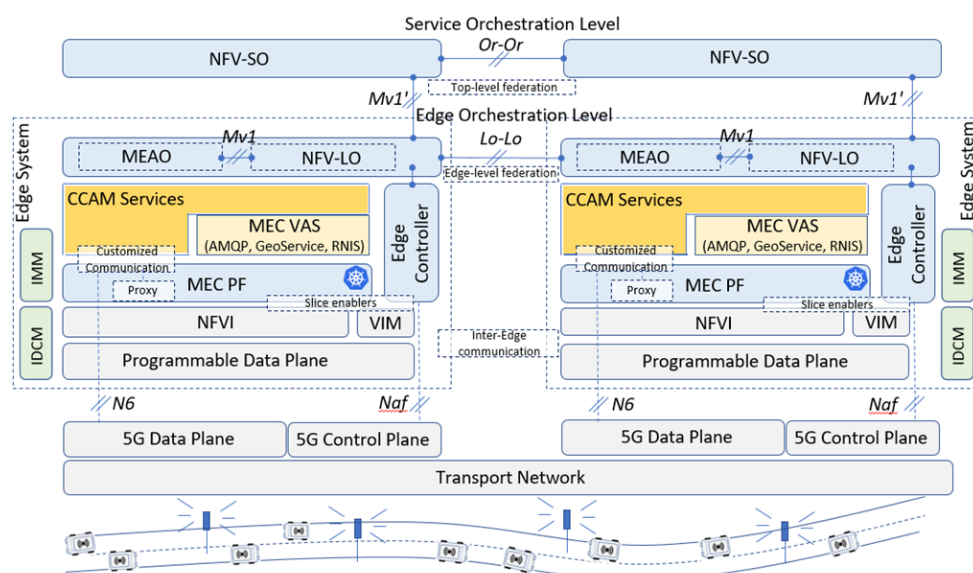 Service Orchestration Level
NFV-SO
Or-Or
NFV-SO
Top-level federation
Mv1'
Mv1'
Edge Orchestration Level
Edge System
MEAO
Mv1
NFV-LO
Lo-Lo
Edge-level federation
MEAO
Mv1
NFV-LO
Edge System
CCAM Services
MEC VAS
(AMQP, GeoService, RNIS)
Edge
Controller
Customized
Communication
Proxy
MEC PF
Slice enablers
IMM
IDCM
NFVI
VIM
Programmable Data Plane
Inter-Edge
communication
CCAM Services
MEC VAS
(AMQP, GeoService, RNIS)
Edge
Controller
Customized
Communication
Proxy
MEC PF
Slice enablers
IMM
IDCM
NFVI
VIM
Programmable Data Plane
N6
Naf
N6
Naf
5G Data Plane
5G Control Plane
5G Data Plane
5G Control Plane
Transport Network